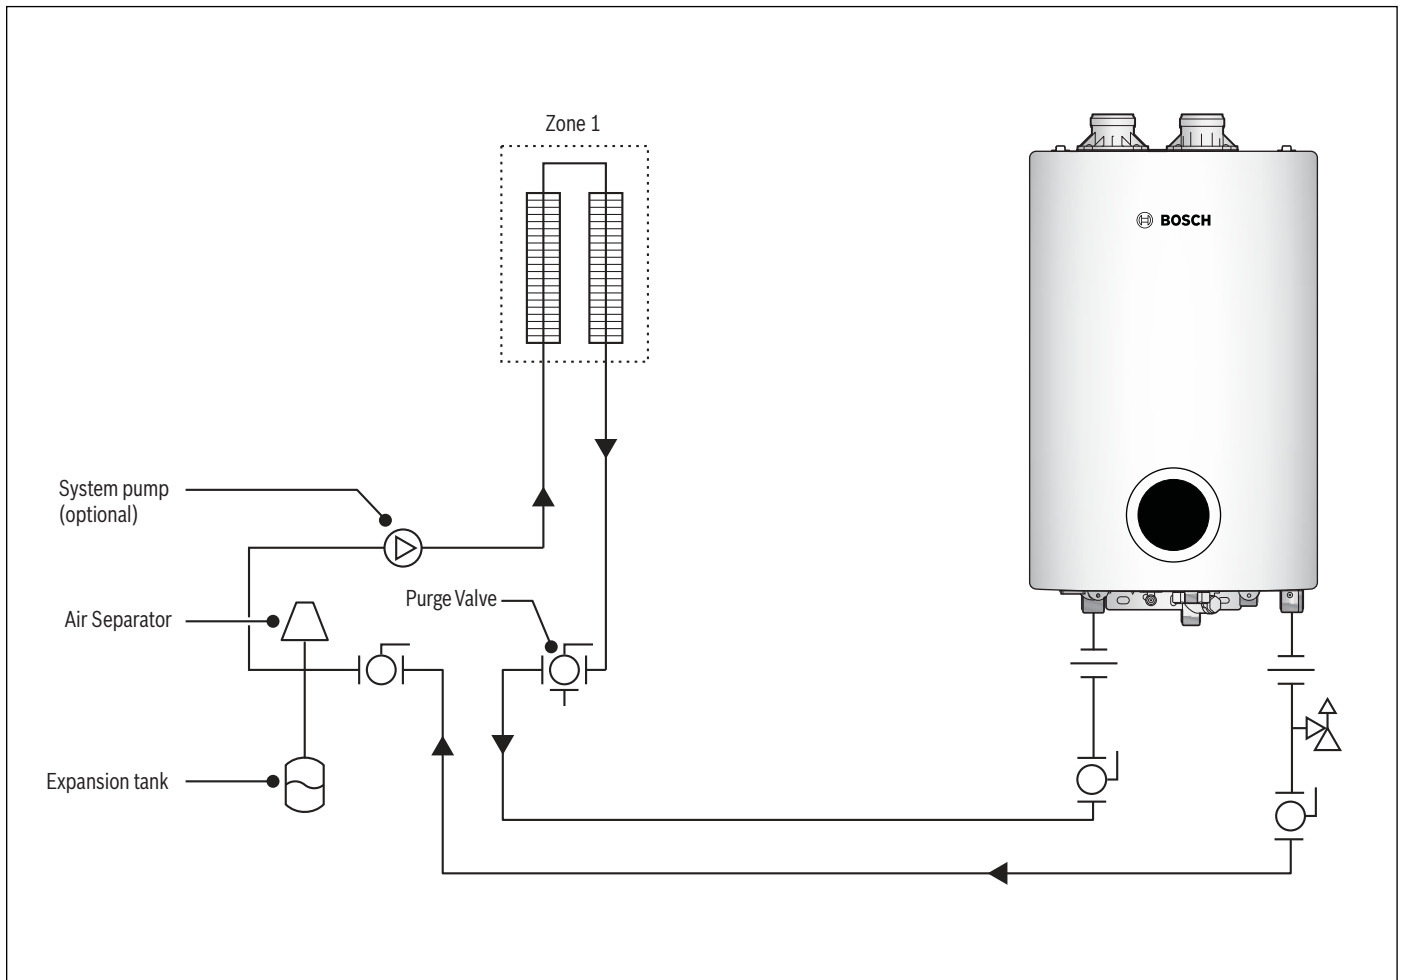 Zone 1
BOSCH
System pump
(optional)
Purge Valve
Air Separator
Expansion tank